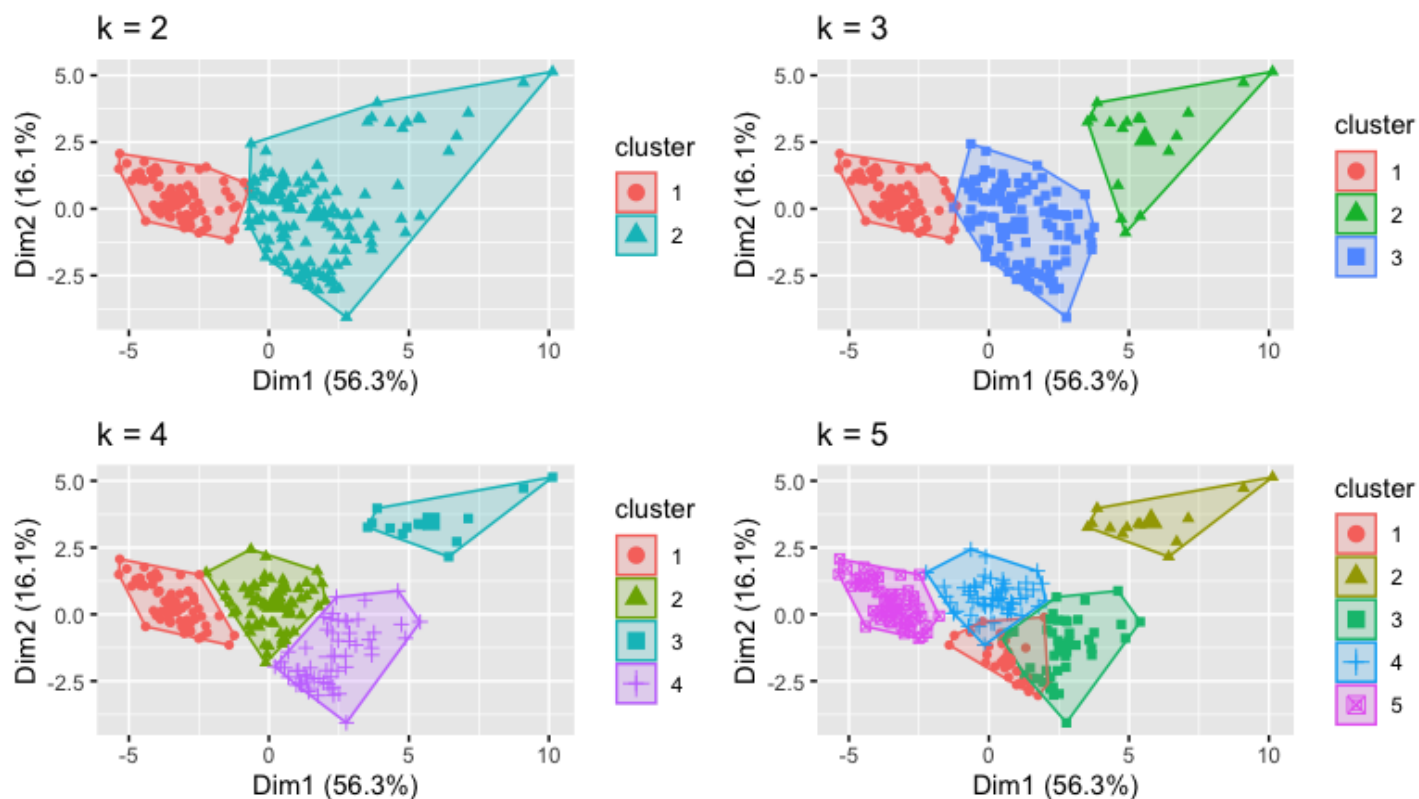 k = 2
5.0
2.5
0.0
-2.5
Dim2 (16.1%)
-5
0
5
10
Dim1 (56.3%)
cluster
1
2
k = 3
5.0
2.5
0.0
-2.5
Dim2 (16.1%)
-5
0
5
10
Dim1 (56.3%)
cluster
1
2
3
k = 4
5.0
2.5
0.0
-2.5
Dim2 (16.1%)
-5
0
5
10
Dim1 (56.3%)
cluster
1
2
3
4
k = 5
5.0
2.5
0.0
-2.5
Dim2 (16.1%)
-5
0
5
10
Dim1 (56.3%)
cluster
1
2
3
4
5